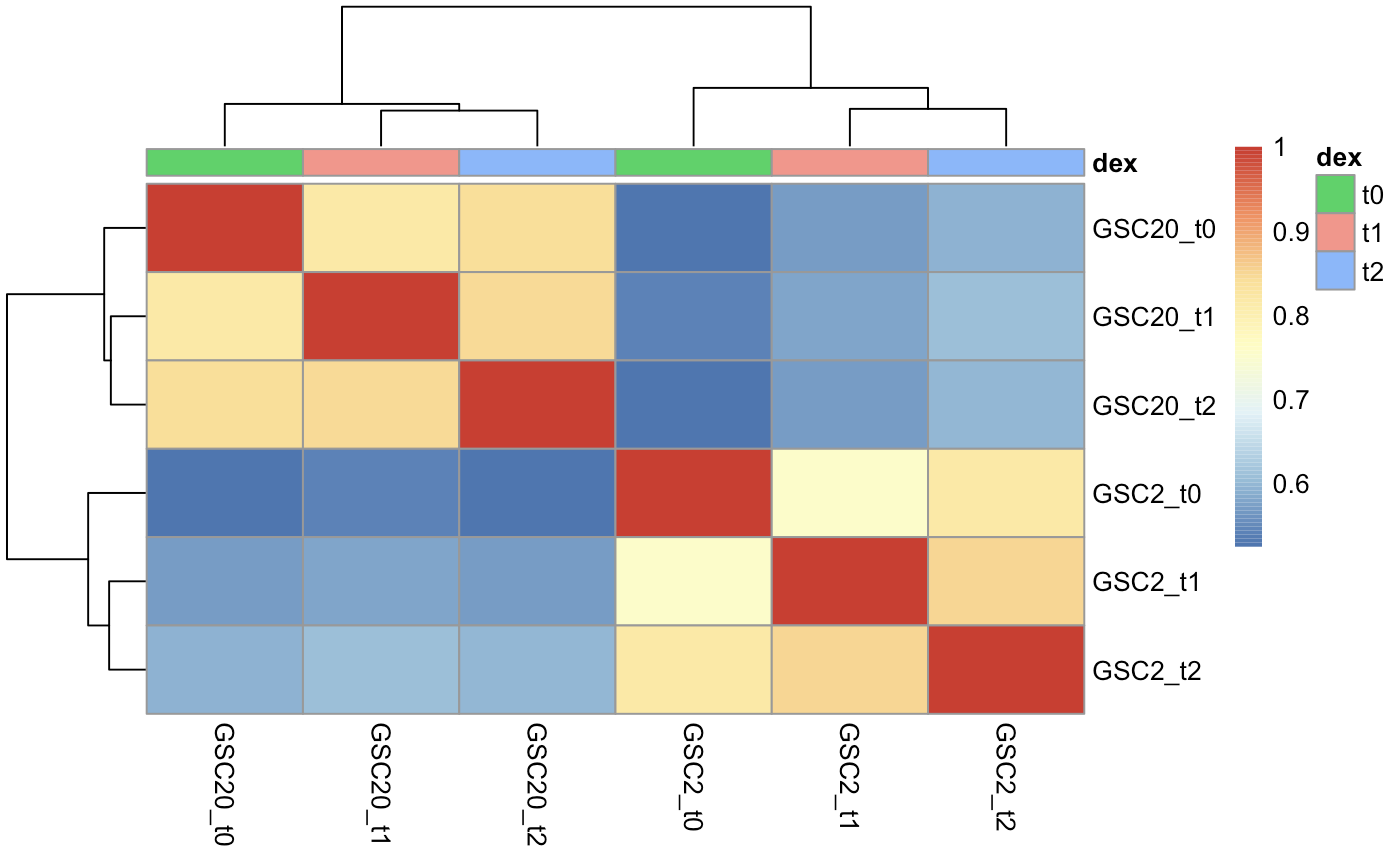 dex
GSC20_t0
GSC20_t1
GSC20_t2
GSC2_t0
GSC2_t1
GSC2_t2
GSC20_t0
GSC20_t1
GSC20_t2
GSC2_t0
GSC2_t1
GSC2_t2
1
0.9
0.8
0.7
0.6
dex
t0
t1
t2